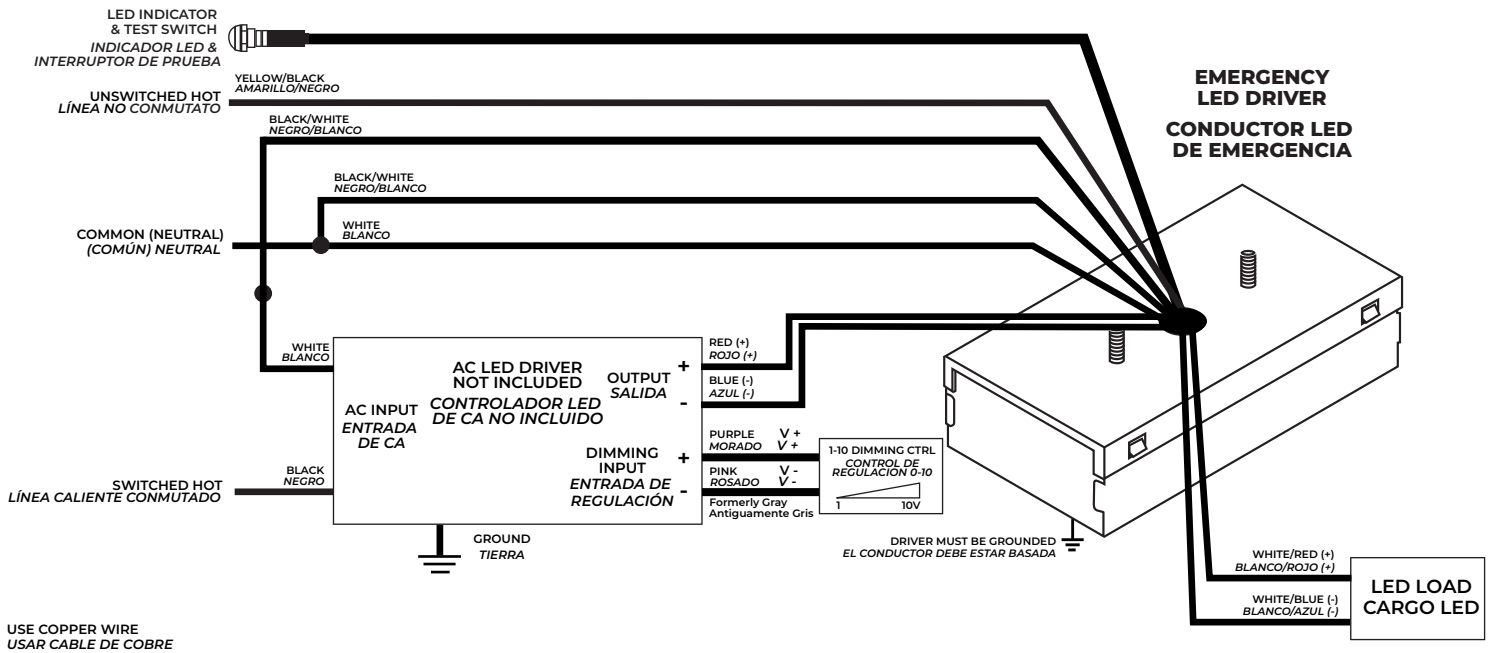 LED INDICATOR
& TEST SWITCH
INDICADOR LED &
INTERRUPTOR DE PRUEBA
YELLOW/BLACK
AMARILLO/NEGRO
UNSWITCHED HOT
LÍNEA NO CONMUTATO
BLACK/WHITE
NEGRO/BLANCO
BLACK/WHITE
NEGRO/BLANCO
COMMON (NEUTRAL)
(COMÚN) NEUTRAL
WHITE
BLANCO
EMERGENCY
LED DRIVER
CONDUCTOR LED
DE EMERGENCIA
WHITE
BLANCO
AC INPUT
ENTRADA
DE CA
AC LED DRIVER
NOT INCLUDED
CONTROLADOR LED
DE CA NO INCLUIDO
OUTPUT
SALIDA
+
-
RED (+)
ROJO (+)
BLUE (-)
AZUL (-)
DIMMING
INPUT
ENTRADA DE
REGULACIÓN
+
-
PURPLE V +
MORADO V +
PINK V -
ROSADO V -
Formerly Gray
Antiguamente Gris
1-10 DIMMING CTRL
CONTROL DE
REGULACIÓN 0-10
1 10V
BLACK
NEGRO
SWITCHED HOT
LÍNEA CALIENTE CONMUTADO
GROUND
TIERRA
DRIVER MUST BE GROUNDED
EL CONDUCTOR DEBE ESTAR BASADA
WHITE/RED (+)
BLANCO/ROJO (+)
WHITE/BLUE (-)
BLANCO/AZUL (-)
LED LOAD
CARGO LED
USE COPPER WIRE
USAR CABLE DE COBRE